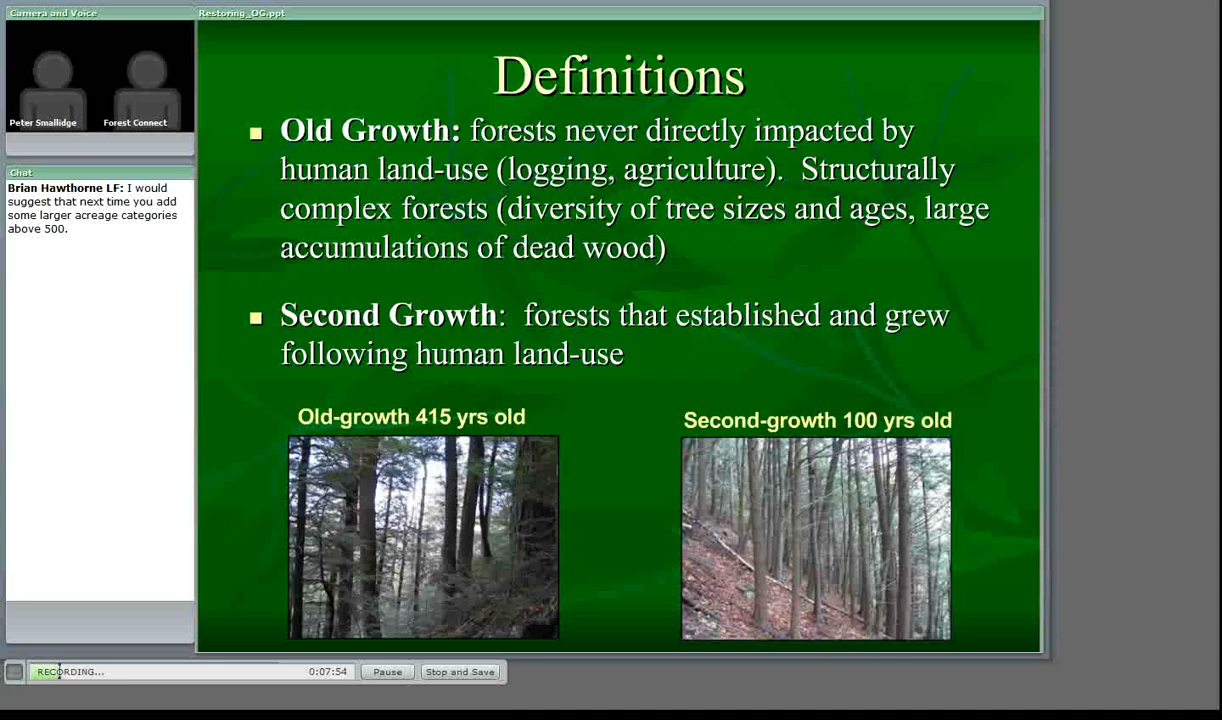 Camera and Voice
Restoring_OG.ppt
Peter Smallidge
Forest Connect
Chat
Brian Hawthorne LF: I would
suggest that next time you add
some larger acreage categories
above 500.
Definitions
Old Growth: forests never directly impacted by
human land-use (logging, agriculture). Structurally
complex forests (diversity of tree sizes and ages, large
accumulations of dead wood)
Second Growth: forests that established and grew
following human land-use
Old-growth 415 yrs old
Second-growth 100 yrs old
RECORDING...
0:07:54
Pause
Stop and Save